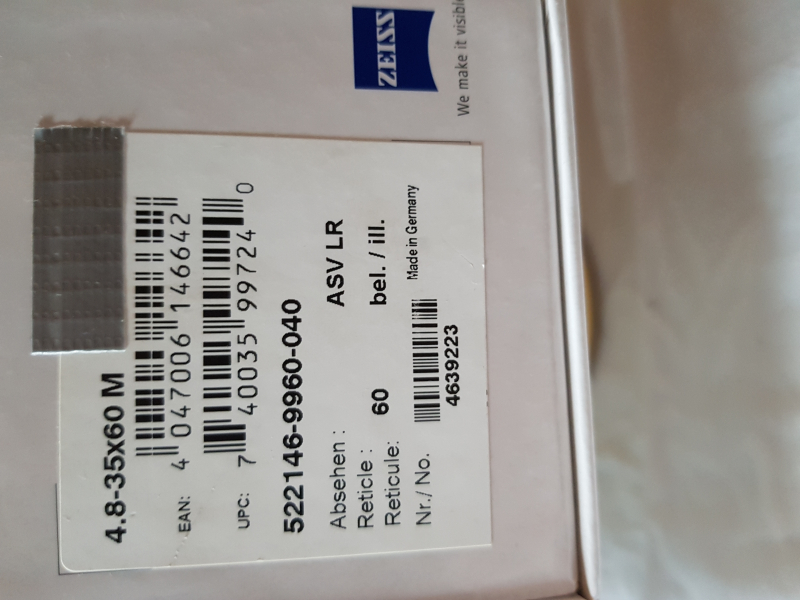 ZEISS
We make it visible
4.8-35x60 M
EAN: 4 047006 146642
UPC: 7 40035 99724 0
522146-9960-040
Absehen : ASV LR
Reticle : 60 bel. / ill.
Reticule:
Nr./ No. Made in Germany
4639223